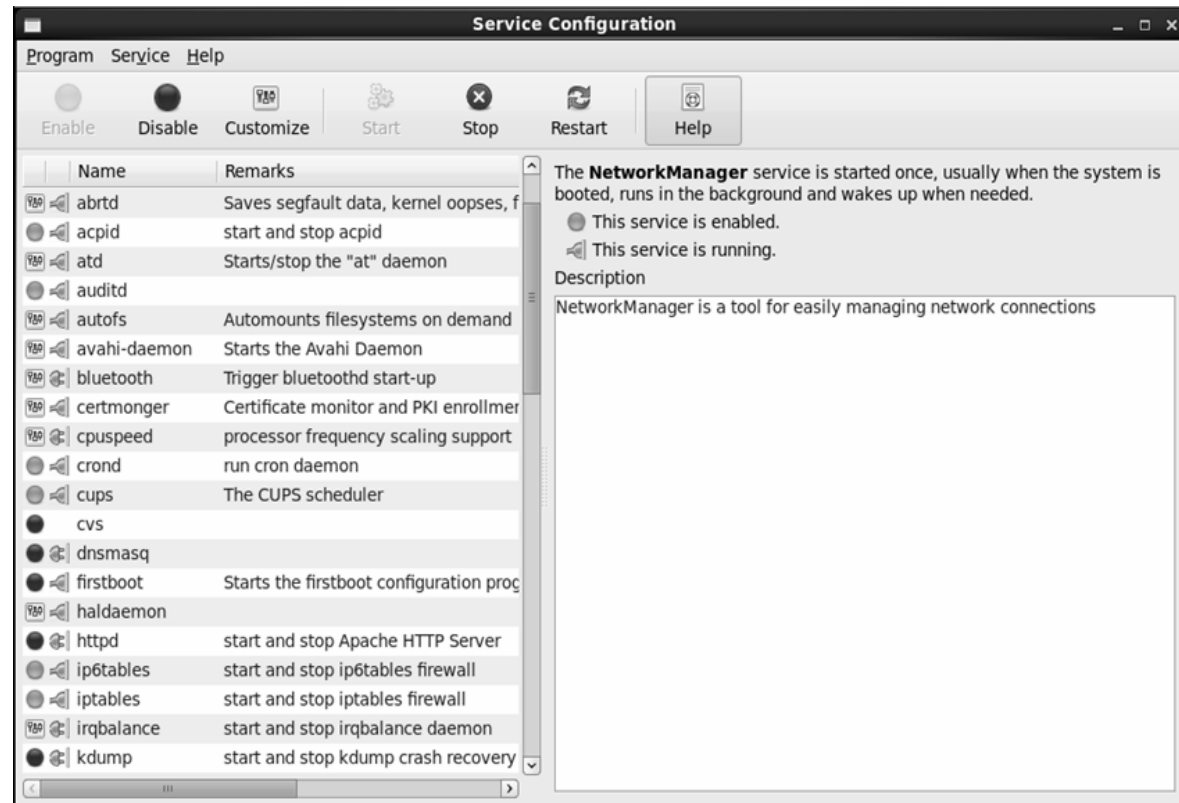 Service Configuration
Program Service Help
Enable Disable Customize Start Stop Restart Help
Name Remarks
abrtd Saves segfault data, kernel oopses, f
acpid start and stop acpid
atd Starts/stop the "at" daemon
auditd
autofs Automounts filesystems on demand
avahi-daemon Starts the Avahi Daemon
bluetooth Trigger bluetoothd start-up
certmonger Certificate monitor and PKI enrollmer
cpuspeed processor frequency scaling support
crond run cron daemon
cups The CUPS scheduler
cvs
dnsmasq
firstboot Starts the firstboot configuration prog
haldaemon
httpd start and stop Apache HTTP Server
ip6tables start and stop ip6tables firewall
iptables start and stop iptables firewall
irqbalance start and stop irqbalance daemon
kdump start and stop kdump crash recovery
The NetworkManager service is started once, usually when the system is
booted, runs in the background and wakes up when needed.
This service is enabled.
This service is running.
Description
NetworkManager is a tool for easily managing network connections